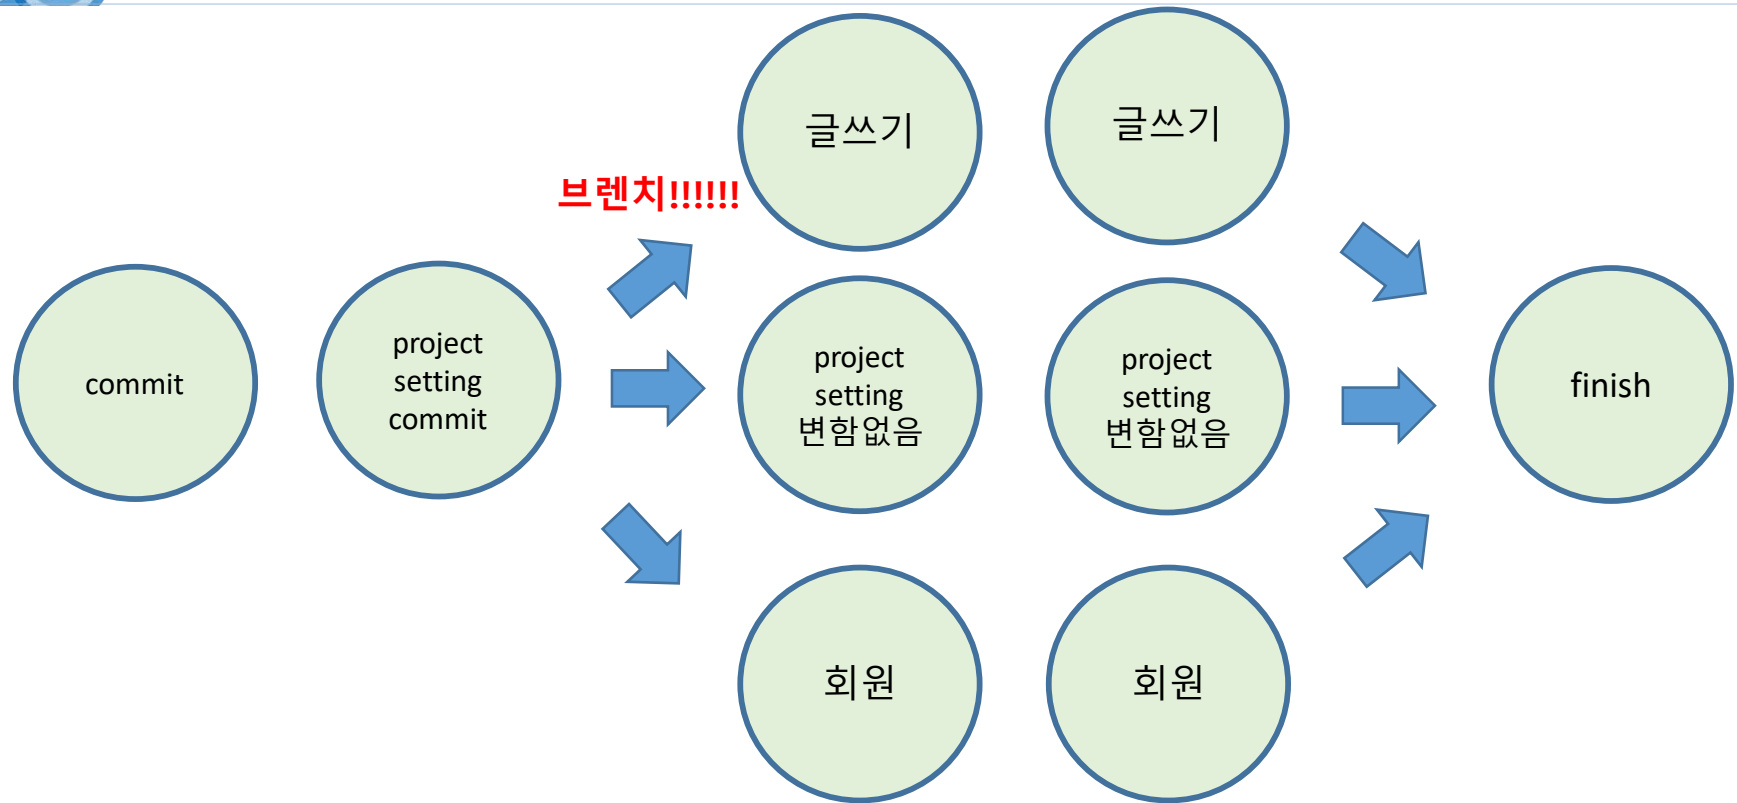 글쓰기
글쓰기
브렌치!!!!!!
commit
project
setting
commit
project
setting
변함없음
project
setting
변함없음
finish
회원
회원